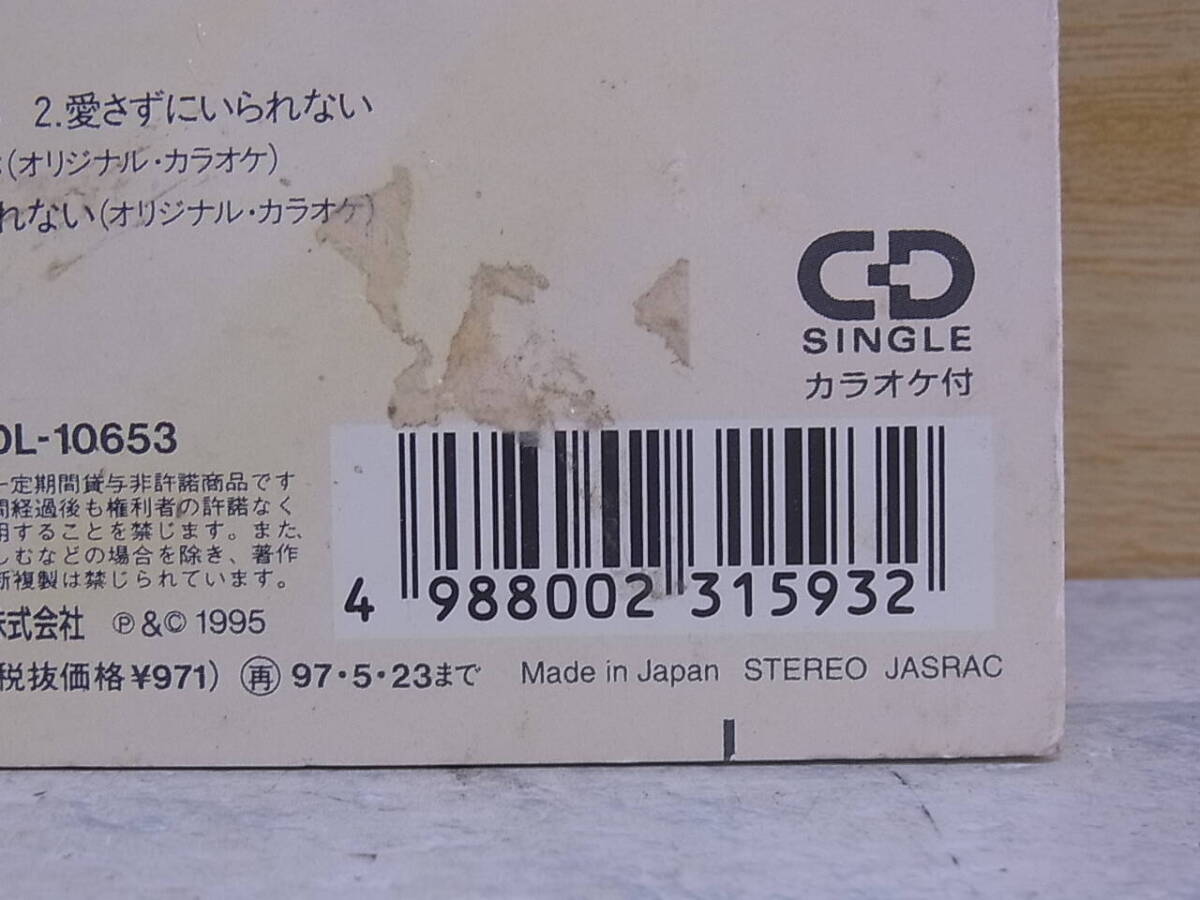 2.愛さずにいられない
(オリジナル・カラオケ)
れない(オリジナル・カラオケ)
CD
SINGLE
カラオケ付
DL-10653
一定期間貸与非許諾商品です
間経過後も権利者の許諾なく
用することを禁じます。また、
しむなどの場合を除き、著作
断複製は禁じられています。
株式会社 Ⓟ&© 1995
4 988002 315932
税抜価格¥971) ㊢ 97・5・23まで Made in Japan STEREO JASRAC